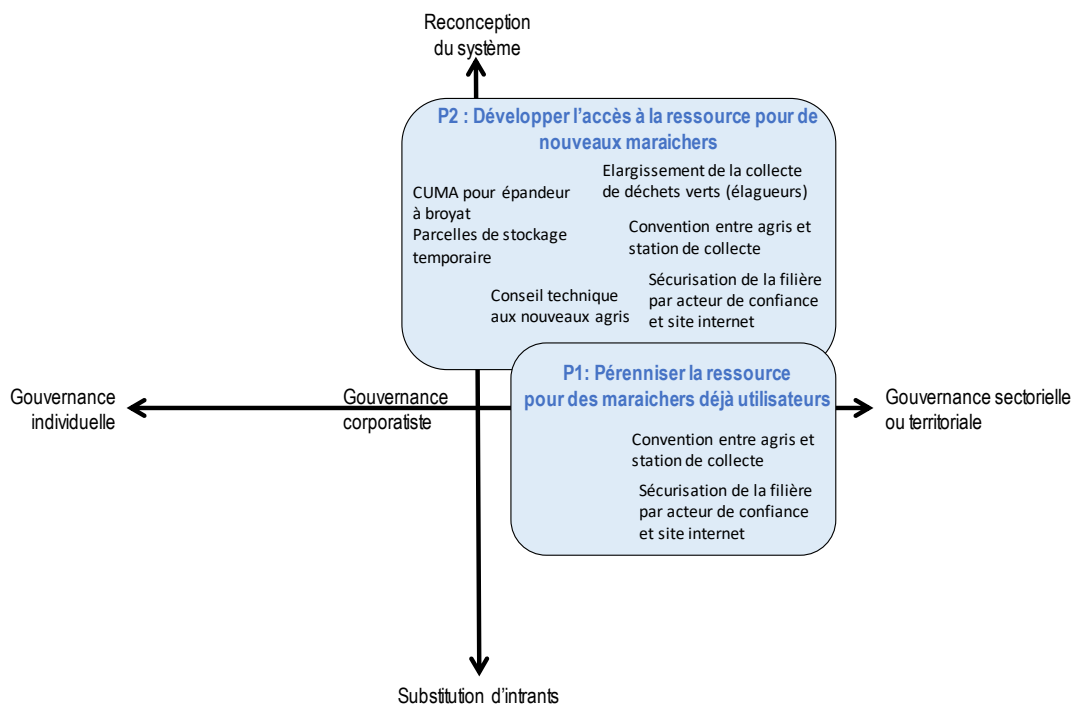 Reconception
du système
P2 : Développer l’accès à la ressource pour de
nouveaux maraichers
Elargissement de la collecte
de déchets verts (élagueurs)
CUMA pour épandeur
à broyat
Parcelles de stockage
temporaire
Convention entre agris et
station de collecte
Sécurisation de la filière
par acteur de confiance
et site internet
Conseil technique
aux nouveaux agris
P1: Pérenniser la ressource
pour des maraichers déjà utilisateurs
Gouvernance
individuelle
Gouvernance
corporatiste
Gouvernance sectorielle
ou territoriale
Convention entre agris et
station de collecte
Sécurisation de la filière
par acteur de confiance
et site internet
Substitution d’intrants